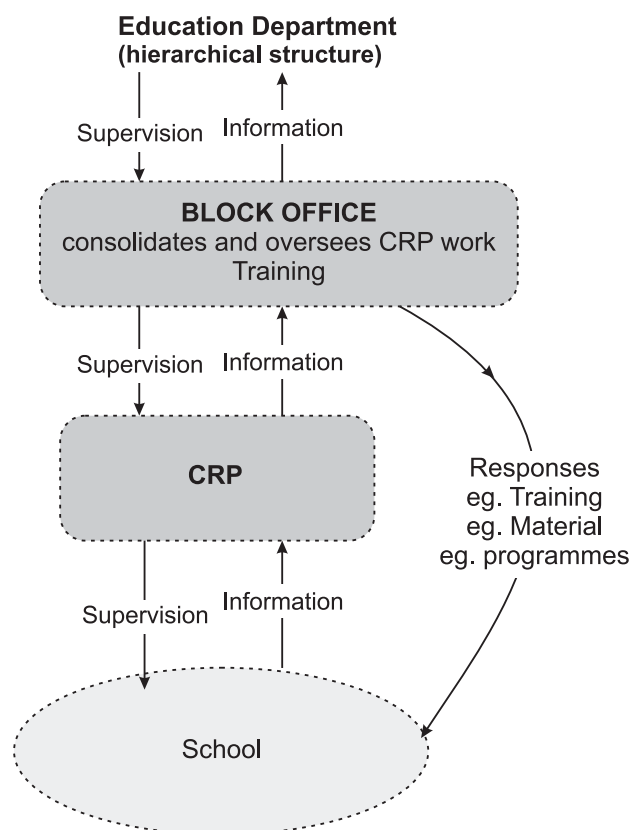 Education Department
(hierarchical structure)
Supervision
Information
BLOCK OFFICE
consolidates and oversees CRP work
Training
Supervision
Information
CRP
Responses
eg. Training
eg. Material
eg. programmes
Supervision
Information
School